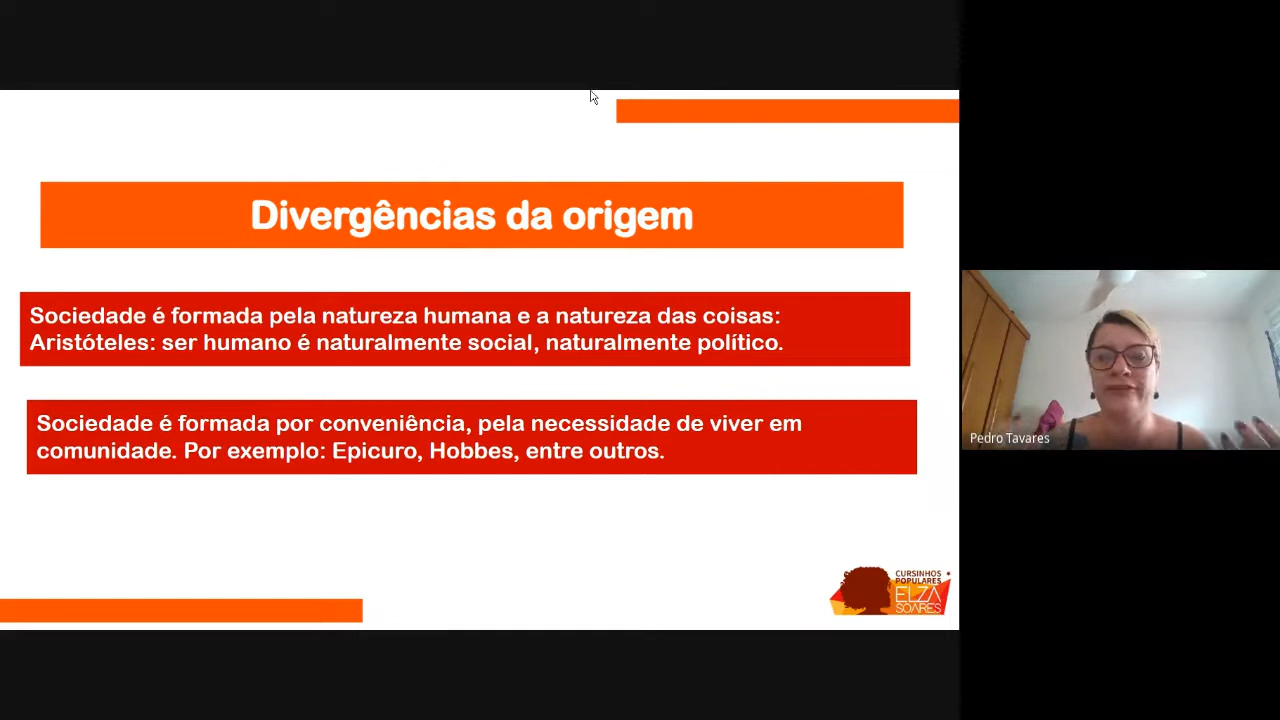 Divergências da origem
Sociedade é formada pela natureza humana e a natureza das coisas:
Aristóteles: ser humano é naturalmente social, naturalmente político.
Sociedade é formada por conveniência, pela necessidade de viver em
comunidade. Por exemplo: Epicuro, Hobbes, entre outros.
Pedro Tavares
CURSINHOS
POPULARES
ELZA
SOARES